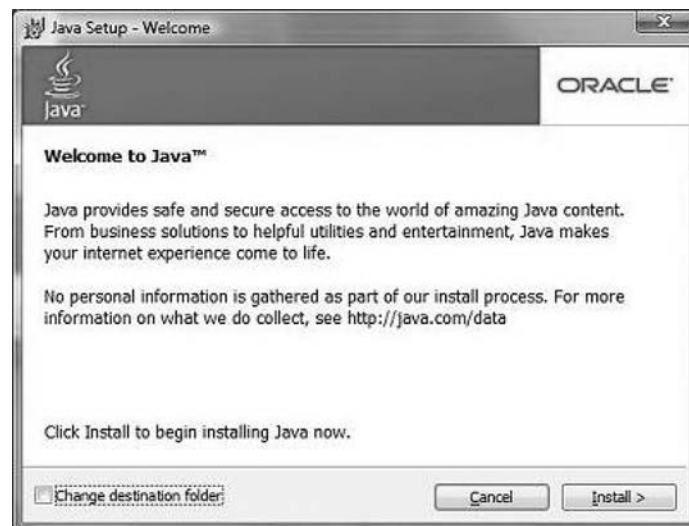 Java Setup - Welcome
Java
ORACLE
Welcome to Java™
Java provides safe and secure access to the world of amazing Java content.
From business solutions to helpful utilities and entertainment, Java makes
your internet experience come to life.
No personal information is gathered as part of our install process. For more
information on what we do collect, see http://java.com/data
Click Install to begin installing Java now.
Change destination folder
Cancel
Install >